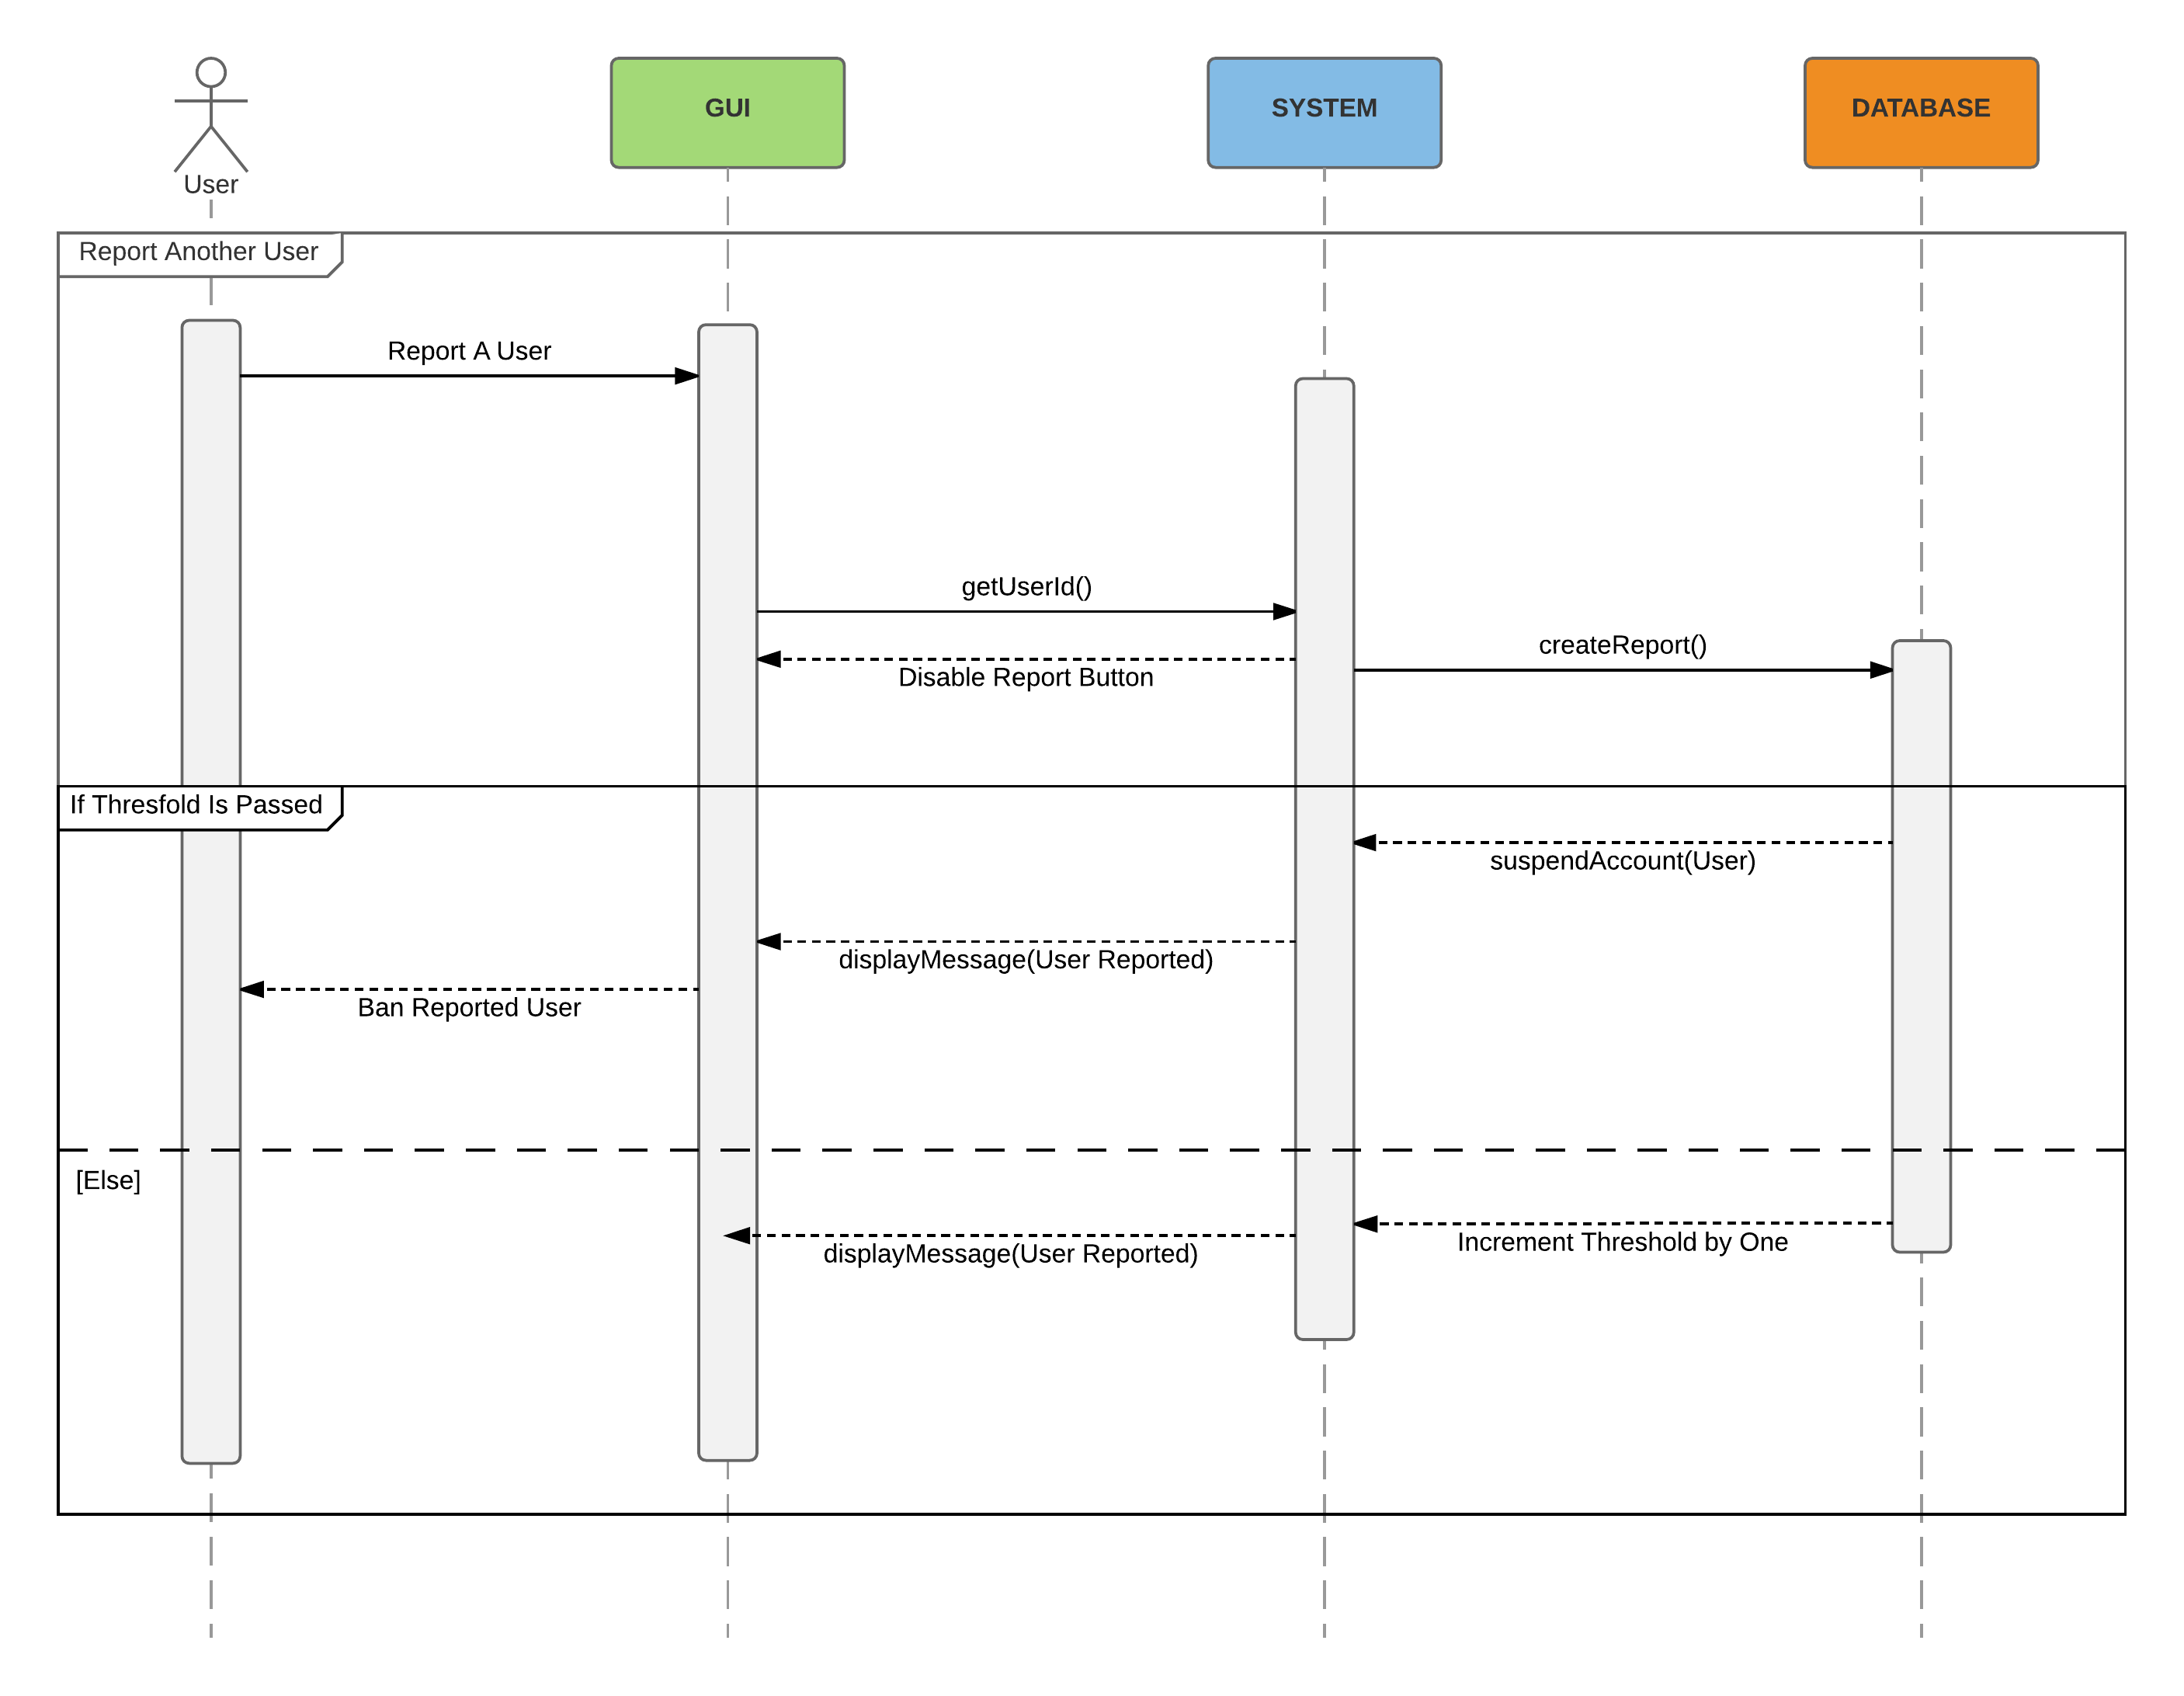 GUI
SYSTEM
DATABASE
User
Report Another User
Report A User
getUserId()
createReport()
Disable Report Button
If Thresfold Is Passed
suspendAccount(User)
displayMessage(User Reported)
Ban Reported User
[Else]
Increment Threshold by One
displayMessage(User Reported)